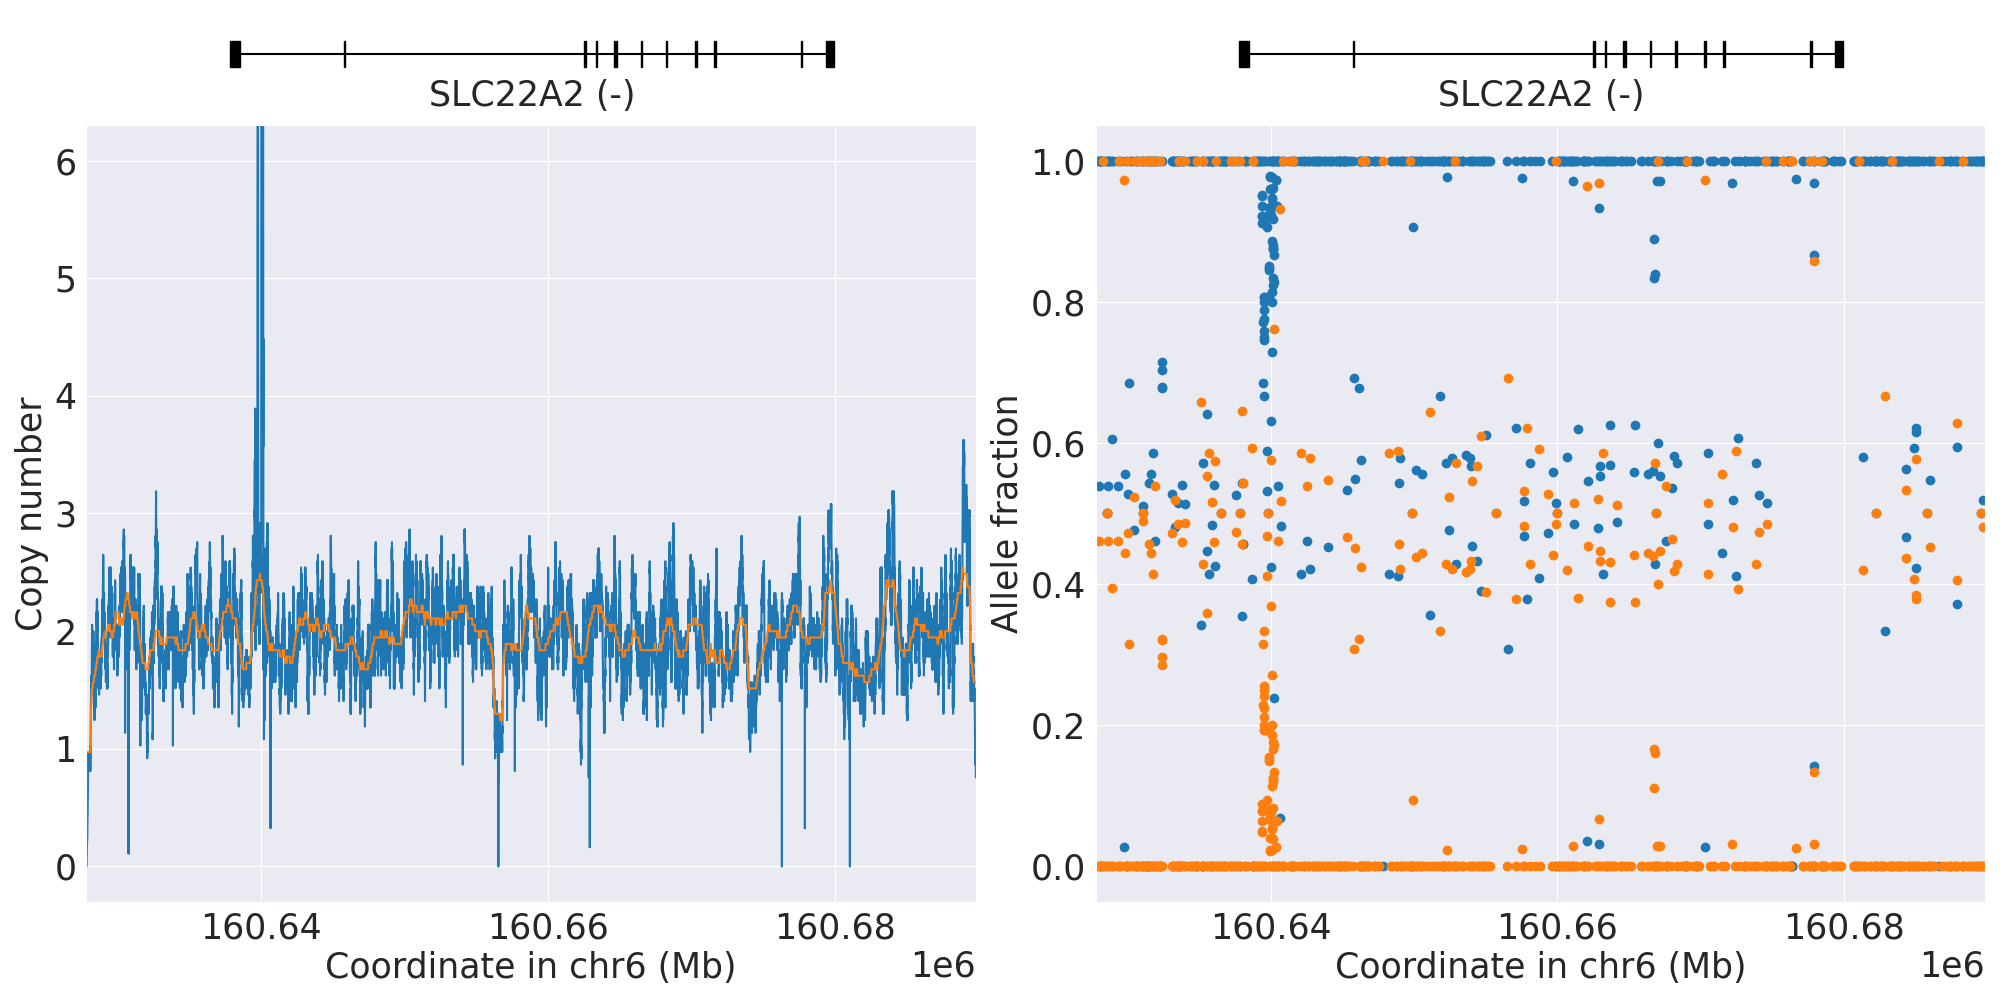 SLC22A2 (-)
Copy number
6
5
4
3
2
1
0
160.64
160.66
160.68
Coordinate in chr6 (Mb)
1e6
SLC22A2 (-)
Allele fraction
1.0
0.8
0.6
0.4
0.2
0.0
160.64
160.66
160.68
Coordinate in chr6 (Mb)
1e6